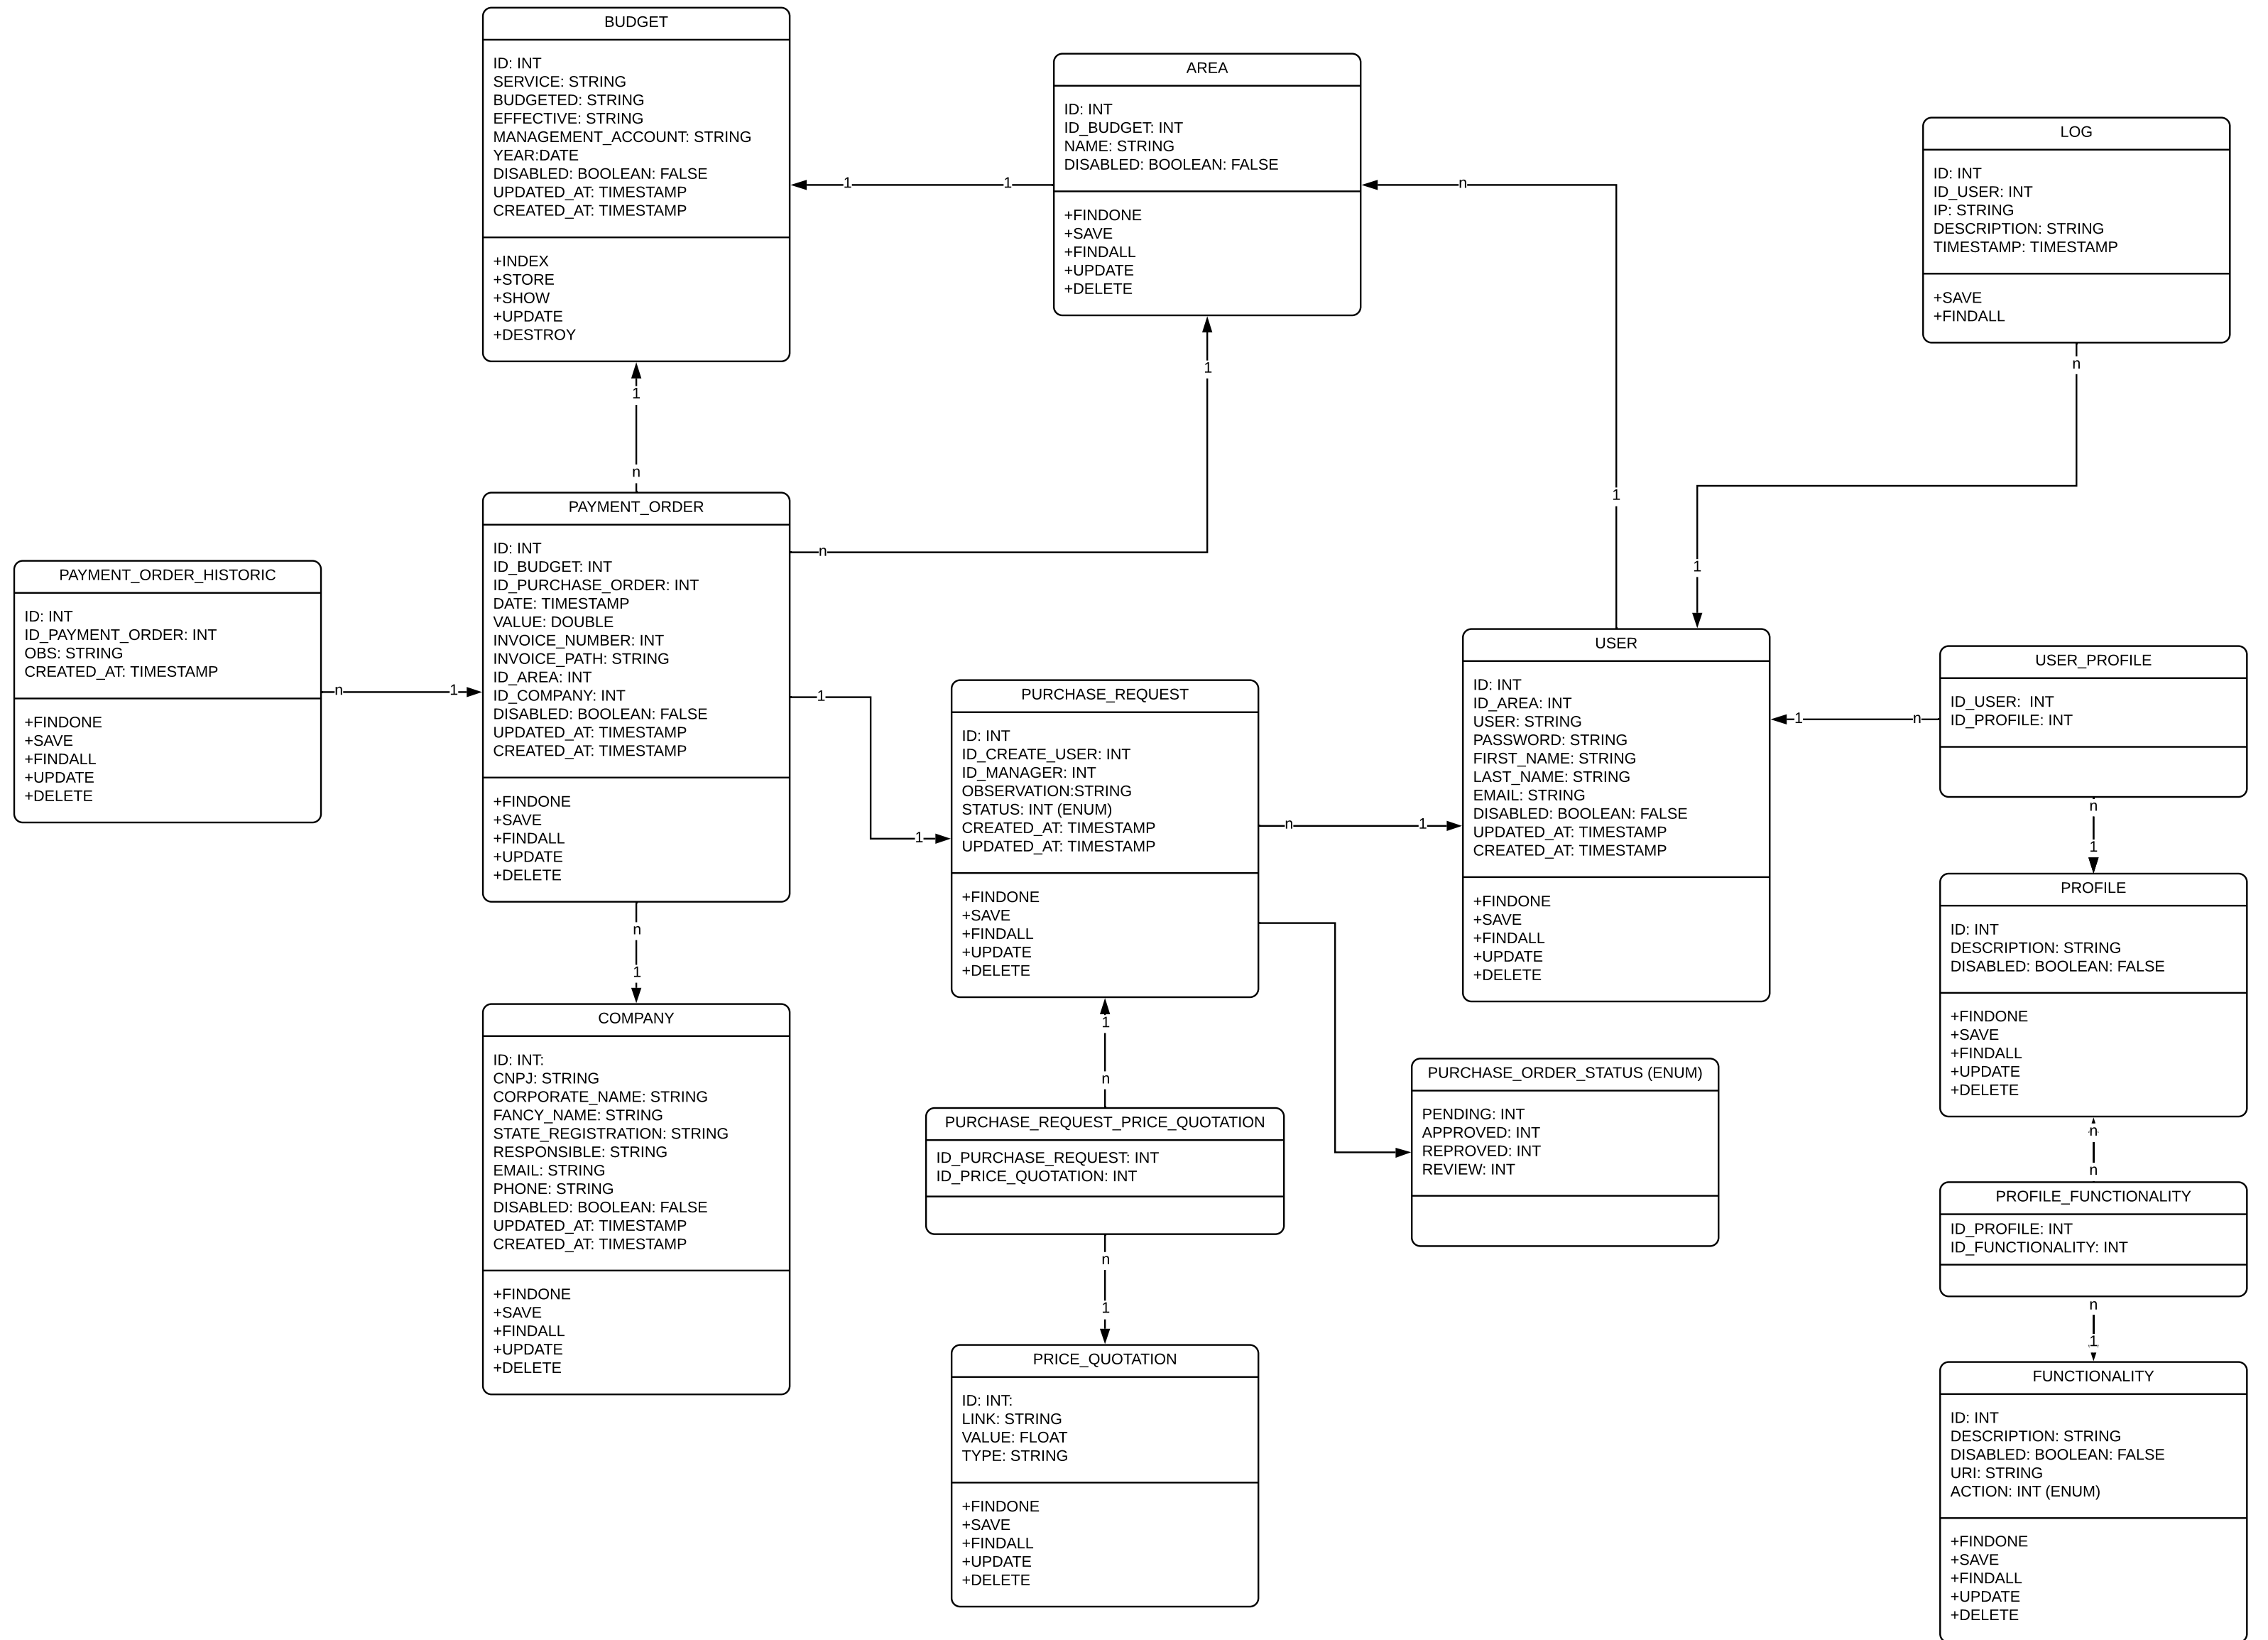 BUDGET
ID: INT
SERVICE: STRING
BUDGETED: STRING
EFFECTIVE: STRING
MANAGEMENT_ACCOUNT: STRING
YEAR:DATE
DISABLED: BOOLEAN: FALSE
UPDATED_AT: TIMESTAMP
CREATED_AT: TIMESTAMP
+INDEX
+STORE
+SHOW
+UPDATE
+DESTROY
1
1
AREA
ID: INT
ID_BUDGET: INT
NAME: STRING
DISABLED: BOOLEAN: FALSE
+FINDONE
+SAVE
+FINDALL
+UPDATE
+DELETE
n
1
LOG
ID: INT
ID_USER: INT
IP: STRING
DESCRIPTION: STRING
TIMESTAMP: TIMESTAMP
+SAVE
+FINDALL
n
1
1
n
1
n
PAYMENT_ORDER_HISTORIC
ID: INT
ID_PAYMENT_ORDER: INT
OBS: STRING
CREATED_AT: TIMESTAMP
+FINDONE
+SAVE
+FINDALL
+UPDATE
+DELETE
n
1
PAYMENT_ORDER
ID: INT
ID_BUDGET: INT
ID_PURCHASE_ORDER: INT
DATE: TIMESTAMP
VALUE: DOUBLE
INVOICE_NUMBER: INT
INVOICE_PATH: STRING
ID_AREA: INT
ID_COMPANY: INT
DISABLED: BOOLEAN: FALSE
UPDATED_AT: TIMESTAMP
CREATED_AT: TIMESTAMP
+FINDONE
+SAVE
+FINDALL
+UPDATE
+DELETE
1
1
n
1
PURCHASE_REQUEST
ID: INT
ID_CREATE_USER: INT
ID_MANAGER: INT
OBSERVATION:STRING
STATUS: INT (ENUM)
CREATED_AT: TIMESTAMP
UPDATED_AT: TIMESTAMP
+FINDONE
+SAVE
+FINDALL
+UPDATE
+DELETE
n
1
USER
ID: INT
ID_AREA: INT
USER: STRING
PASSWORD: STRING
FIRST_NAME: STRING
LAST_NAME: STRING
EMAIL: STRING
DISABLED: BOOLEAN: FALSE
UPDATED_AT: TIMESTAMP
CREATED_AT: TIMESTAMP
+FINDONE
+SAVE
+FINDALL
+UPDATE
+DELETE
1
n
USER_PROFILE
ID_USER:  INT
ID_PROFILE: INT
n
1
PROFILE
ID: INT
DESCRIPTION: STRING
DISABLED: BOOLEAN: FALSE
+FINDONE
+SAVE
+FINDALL
+UPDATE
+DELETE
n
n
COMPANY
ID: INT:
CNPJ: STRING
CORPORATE_NAME: STRING
FANCY_NAME: STRING
STATE_REGISTRATION: STRING
RESPONSIBLE: STRING
EMAIL: STRING
PHONE: STRING
DISABLED: BOOLEAN: FALSE
UPDATED_AT: TIMESTAMP
CREATED_AT: TIMESTAMP
+FINDONE
+SAVE
+FINDALL
+UPDATE
+DELETE
1
n
PURCHASE_REQUEST_PRICE_QUOTATION
ID_PURCHASE_REQUEST: INT
ID_PRICE_QUOTATION: INT
n
1
PURCHASE_ORDER_STATUS (ENUM)
PENDING: INT
APPROVED: INT
REPROVED: INT
REVIEW: INT
PROFILE_FUNCTIONALITY
ID_PROFILE: INT
ID_FUNCTIONALITY: INT
n
1
PRICE_QUOTATION
ID: INT:
LINK: STRING
VALUE: FLOAT
TYPE: STRING
+FINDONE
+SAVE
+FINDALL
+UPDATE
+DELETE
FUNCTIONALITY
ID: INT
DESCRIPTION: STRING
DISABLED: BOOLEAN: FALSE
URI: STRING
ACTION: INT (ENUM)
+FINDONE
+SAVE
+FINDALL
+UPDATE
+DELETE